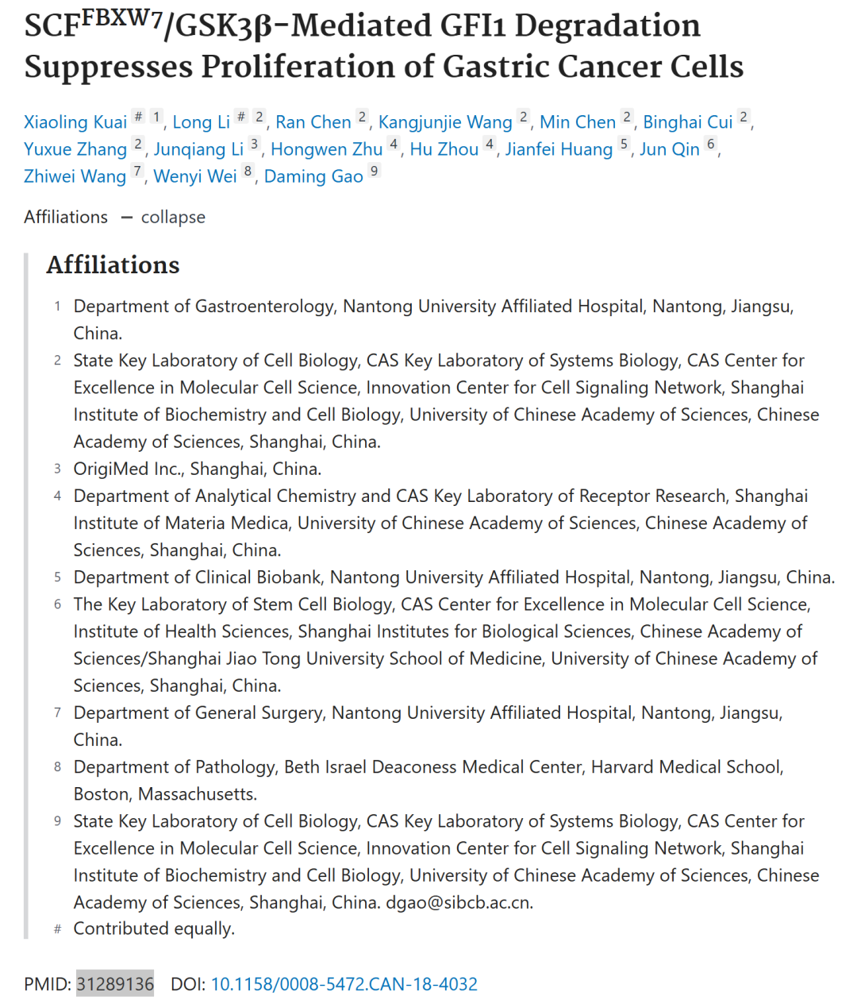 SCFFBXW7/GSK3β-Mediated GFI1 Degradation
Suppresses Proliferation of Gastric Cancer Cells
Xiaoling Kuai # 1, Long Li # 2, Ran Chen 2, Kangjunjie Wang 2, Min Chen 2, Binghai Cui 2,
Yuxue Zhang 2, Junqiang Li 3, Hongwen Zhu 4, Hu Zhou 4, Jianfei Huang 5, Jun Qin 6,
Zhiwei Wang 7, Wenyi Wei 8, Daming Gao 9
Affiliations − collapse
Affiliations
1 Department of Gastroenterology, Nantong University Affiliated Hospital, Nantong, Jiangsu,
China.
2 State Key Laboratory of Cell Biology, CAS Key Laboratory of Systems Biology, CAS Center for
Excellence in Molecular Cell Science, Innovation Center for Cell Signaling Network, Shanghai
Institute of Biochemistry and Cell Biology, University of Chinese Academy of Sciences, Chinese
Academy of Sciences, Shanghai, China.
3 OrigiMed Inc., Shanghai, China.
4 Department of Analytical Chemistry and CAS Key Laboratory of Receptor Research, Shanghai
Institute of Materia Medica, University of Chinese Academy of Sciences, Chinese Academy of
Sciences, Shanghai, China.
5 Department of Clinical Biobank, Nantong University Affiliated Hospital, Nantong, Jiangsu, China.
6 The Key Laboratory of Stem Cell Biology, CAS Center for Excellence in Molecular Cell Science,
Institute of Health Sciences, Shanghai Institutes for Biological Sciences, Chinese Academy of
Sciences/Shanghai Jiao Tong University School of Medicine, University of Chinese Academy of
Sciences, Shanghai, China.
7 Department of General Surgery, Nantong University Affiliated Hospital, Nantong, Jiangsu,
China.
8 Department of Pathology, Beth Israel Deaconess Medical Center, Harvard Medical School,
Boston, Massachusetts.
9 State Key Laboratory of Cell Biology, CAS Key Laboratory of Systems Biology, CAS Center for
Excellence in Molecular Cell Science, Innovation Center for Cell Signaling Network, Shanghai
Institute of Biochemistry and Cell Biology, University of Chinese Academy of Sciences, Chinese
Academy of Sciences, Shanghai, China. dgao@sibcb.ac.cn.
# Contributed equally.
PMID: 31289136 DOI: 10.1158/0008-5472.CAN-18-4032